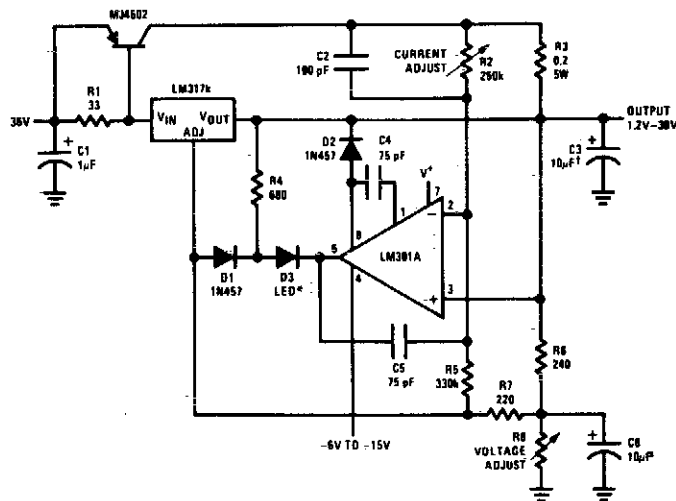 MJ4502
C2
100 pF
CURRENT
ADJUST
R2
250k
R3
0.2
5W
R1
33
LM317k
35V
VIN
VOUT
ADJ
OUTPUT
1.2V–30V
C1
1µF
D2
1N457
C4
75 pF
C3
10µF†
R4
680
V+
1
7
2
8
−
LM301A
5
4
+
3
D1
1N457
D3
LED*
C5
75 pF
R5
330k
R6
240
R7
220
−6V TO −15V
R8
VOLTAGE
ADJUST
C6
10µF